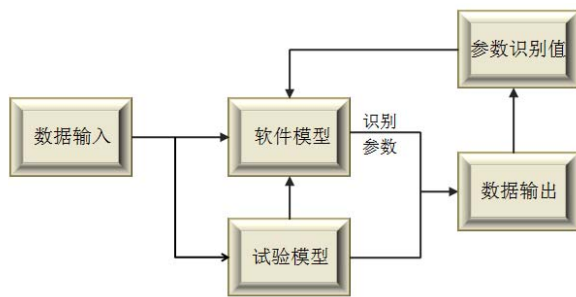 参数识别值
数据输入
软件模型
识别
参数
数据输出
试验模型